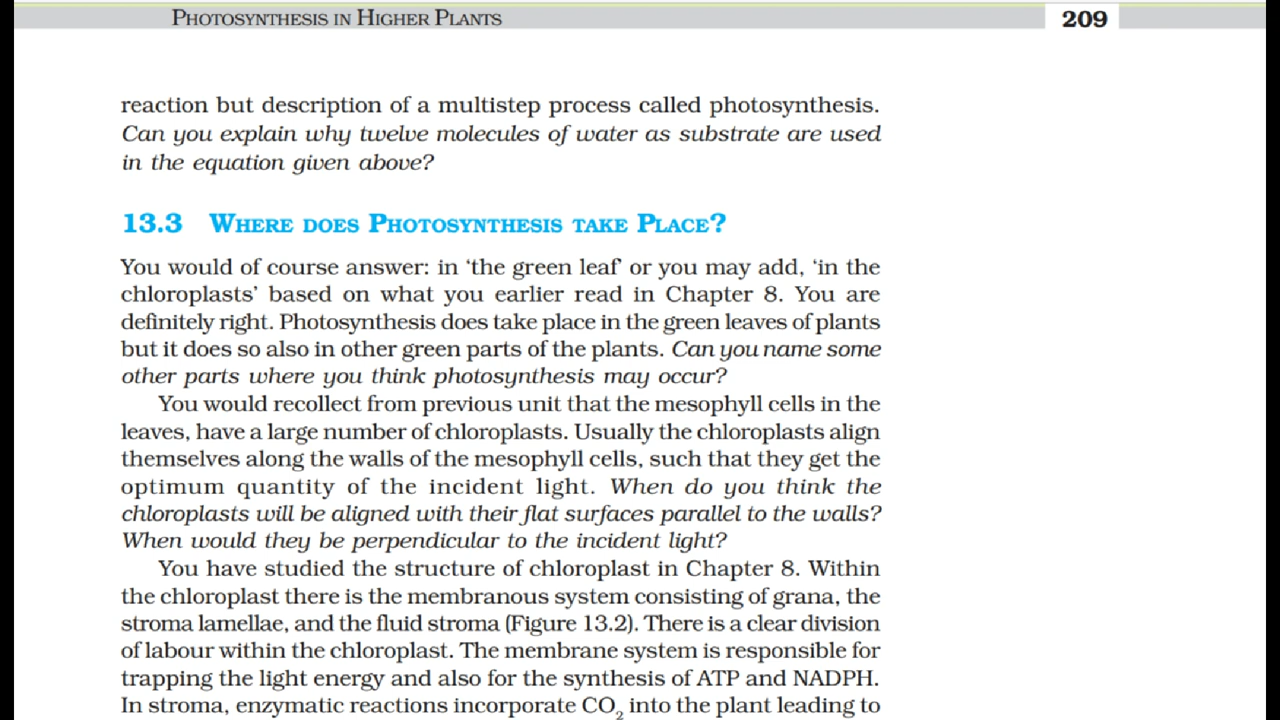 PHOTOSYNTHESIS IN HIGHER PLANTS
209
reaction but description of a multistep process called photosynthesis.
Can you explain why twelve molecules of water as substrate are used
in the equation given above?
13.3 WHERE DOES PHOTOSYNTHESIS TAKE PLACE?
You would of course answer: in ‘the green leaf’ or you may add, ‘in the
chloroplasts’ based on what you earlier read in Chapter 8. You are
definitely right. Photosynthesis does take place in the green leaves of plants
but it does so also in other green parts of the plants. Can you name some
other parts where you think photosynthesis may occur?
You would recollect from previous unit that the mesophyll cells in the
leaves, have a large number of chloroplasts. Usually the chloroplasts align
themselves along the walls of the mesophyll cells, such that they get the
optimum quantity of the incident light. When do you think the
chloroplasts will be aligned with their flat surfaces parallel to the walls?
When would they be perpendicular to the incident light?
You have studied the structure of chloroplast in Chapter 8. Within
the chloroplast there is the membranous system consisting of grana, the
stroma lamellae, and the fluid stroma (Figure 13.2). There is a clear division
of labour within the chloroplast. The membrane system is responsible for
trapping the light energy and also for the synthesis of ATP and NADPH.
In stroma, enzymatic reactions incorporate CO₂ into the plant leading to